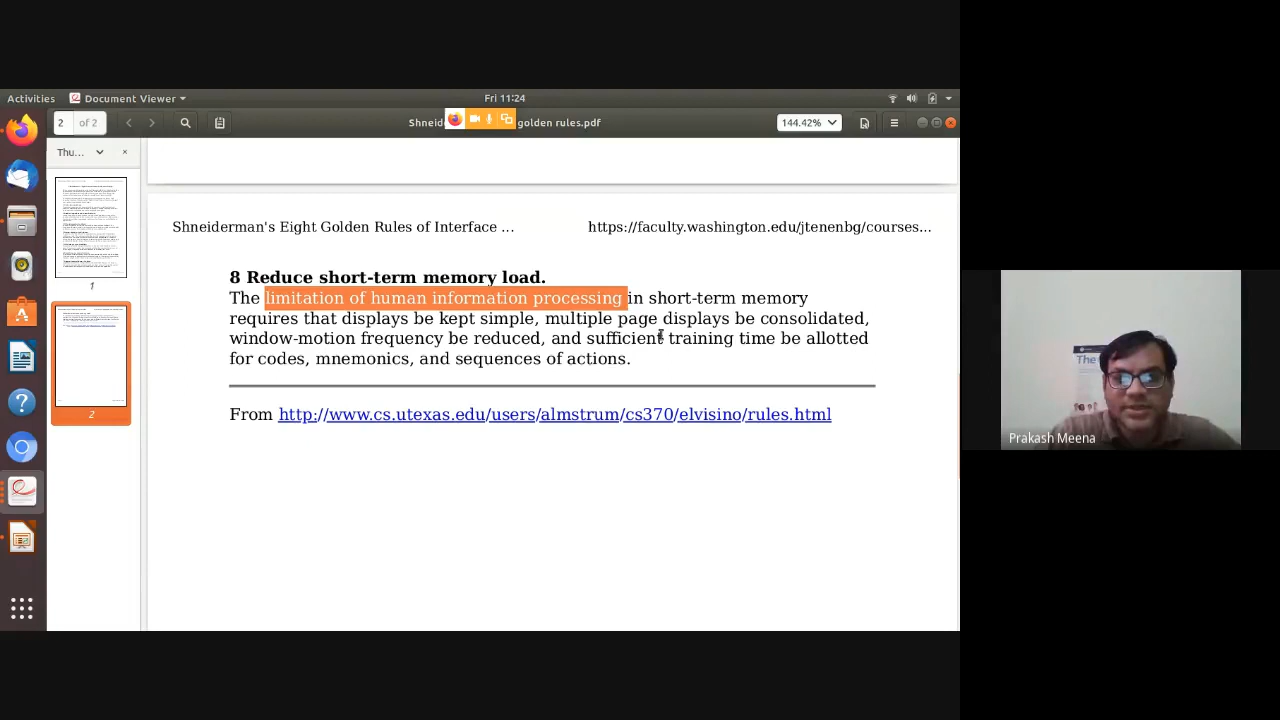 Activities Document Viewer Fri 11:24
2 of 2 golden rules.pdf 144.42%
Thu...
Shneiderman's Eight Golden Rules of Interface... https://faculty.washington.edu/jtenenbg/courses...
8 Reduce short-term memory load.
The limitation of human information processing in short-term memory
requires that displays be kept simple, multiple page displays be consolidated,
window-motion frequency be reduced, and sufficient training time be allotted
for codes, mnemonics, and sequences of actions.
From http://www.cs.utexas.edu/users/almstrum/cs370/elvisino/rules.html
1
2
Prakash Meena